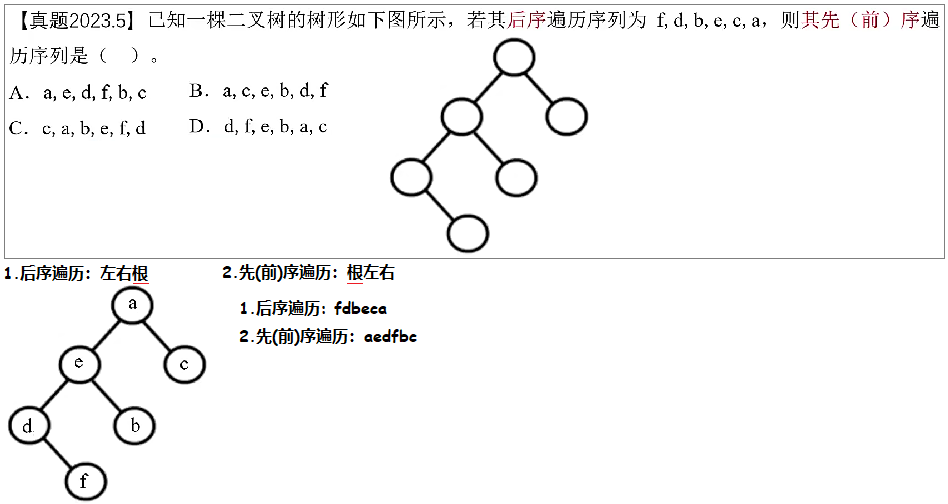 【真题2023.5】已知一棵二叉树的树形如下图所示，若其后序遍历序列为 f, d, b, e, c, a，则其先（前）序遍
历序列是（　）。
A. a, e, d, f, b, c　　B. a, c, e, b, d, f
C. c, a, b, e, f, d　　D. d, f, e, b, a, c
1.后序遍历：左右根　　2.先(前)序遍历：根左右
1.后序遍历：fdbeca
2.先(前)序遍历：aedfbc
a
e
c
d
b
f